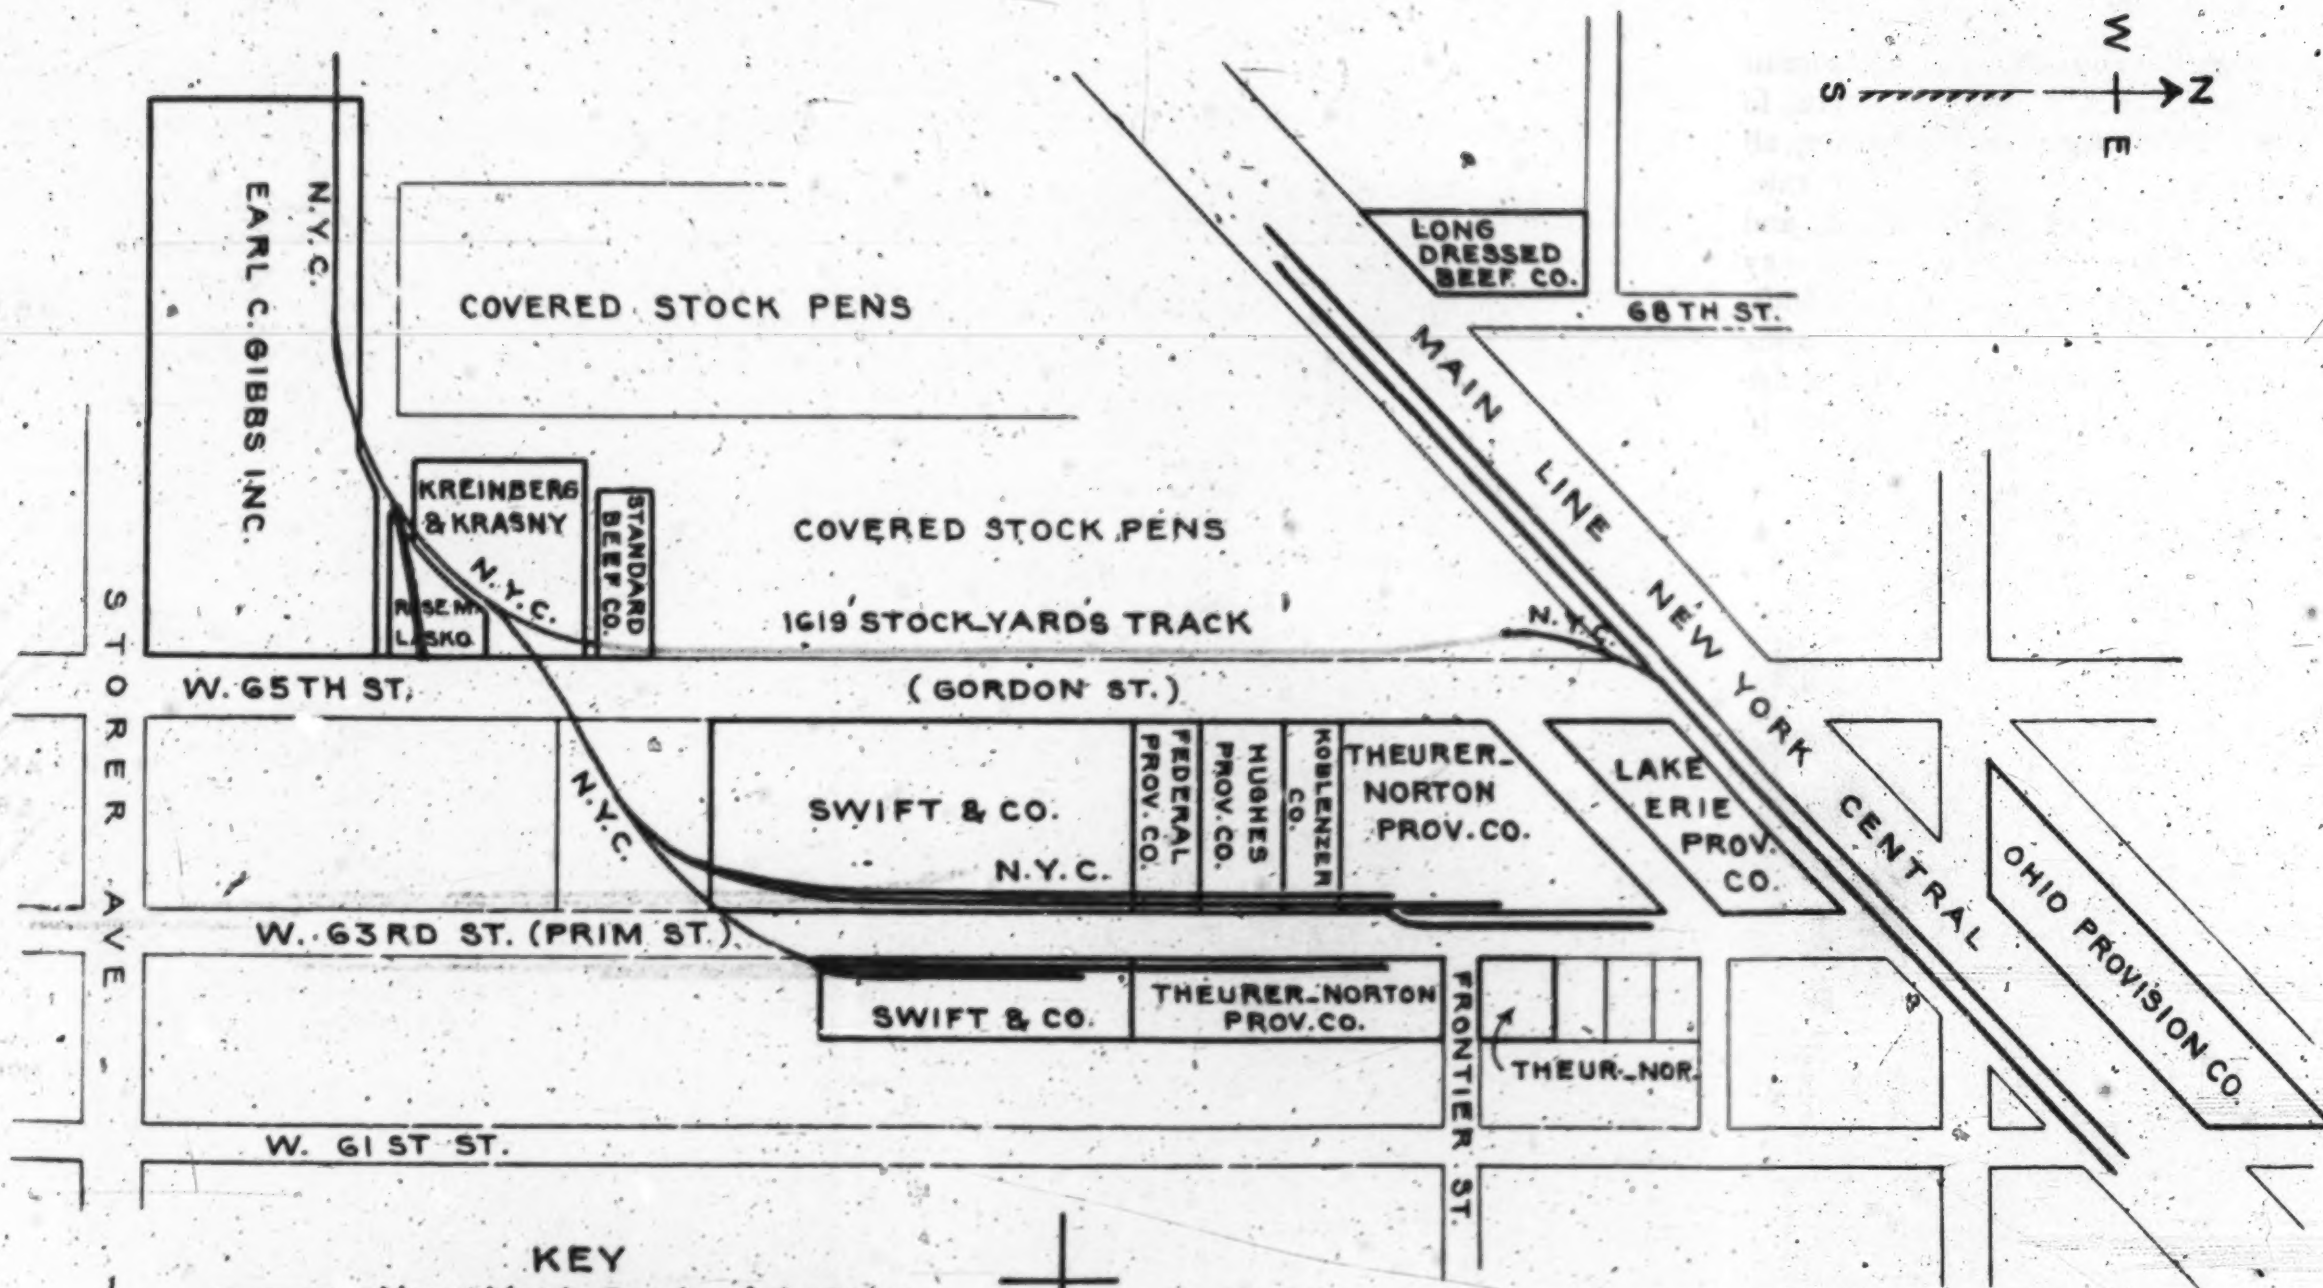 W
S
N
E
N.Y.C.
EARL C. GIBBS INC.
COVERED STOCK PENS
LONG
DRESSED
BEEF CO.
68TH ST.
MAIN LINE NEW YORK CENTRAL
KREINBERG
& KRASNY
STANDARD
BEEF CO.
COVERED STOCK PENS
N.Y.C.
LASKO
1619' STOCK-YARDS TRACK
N.Y.C.
STORER AVE
W. 65TH ST.
(GORDON ST.)
N.Y.C.
SWIFT & CO.
N.Y.C.
FEDERAL
PROV. CO.
HUGHES
PROV. CO.
KOBLENZER
CO.
THEURER-
NORTON
PROV. CO.
LAKE
ERIE
PROV.
CO.
OHIO PROVISION CO.
W. 63RD ST. (PRIM ST.)
SWIFT & CO.
THEURER-NORTON
PROV. CO.
FRONTIER ST.
THEUR.-NOR.
W. 61ST ST.
KEY